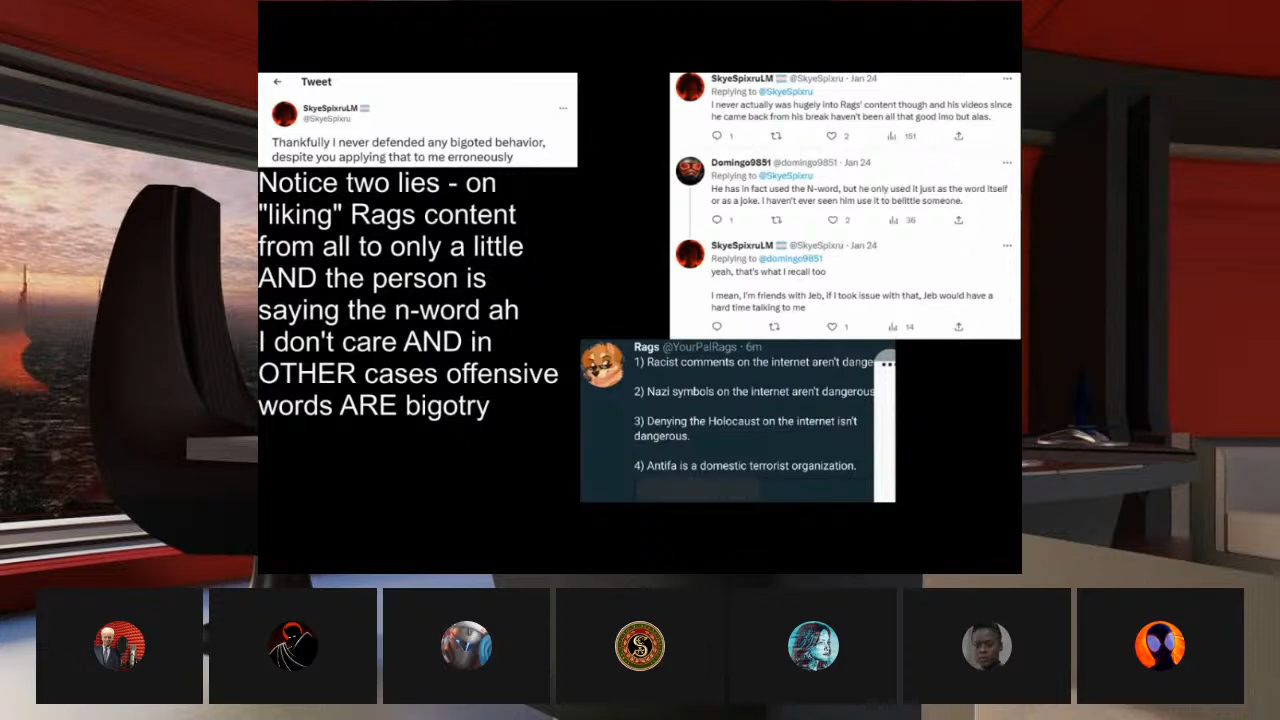 Tweet
SkyeSpixruLM
@SkyeSpixru
Thankfully I never defended any bigoted behavior,
despite you applying that to me erroneously
Notice two lies - on
"liking" Rags content
from all to only a little
AND the person is
saying the n-word ah
I don't care AND in
OTHER cases offensive
words ARE bigotry
SkyeSpixruLM @SkyeSpixru · Jan 24
Replying to @SkyeSpixru
I never actually was hugely into Rags' content though and his videos since
he came back from his break haven't been all that good imo but alas.
1 2 151
Domingo9851 @domingo9851 · Jan 24
Replying to @SkyeSpixru
He has in fact used the N-word, but he only used it just as the word itself
or as a joke. I haven't ever seen him use it to belittle someone.
1 2 36
SkyeSpixruLM @SkyeSpixru · Jan 24
Replying to @domingo9851
yeah, that's what I recall too
I mean, I'm friends with Jeb, if I took issue with that, Jeb would have a
hard time talking to me
1 14
Rags @YourPalRags · 6m
1) Racist comments on the internet aren't dange
2) Nazi symbols on the internet aren't dangerous
3) Denying the Holocaust on the internet isn't
dangerous.
4) Antifa is a domestic terrorist organization.